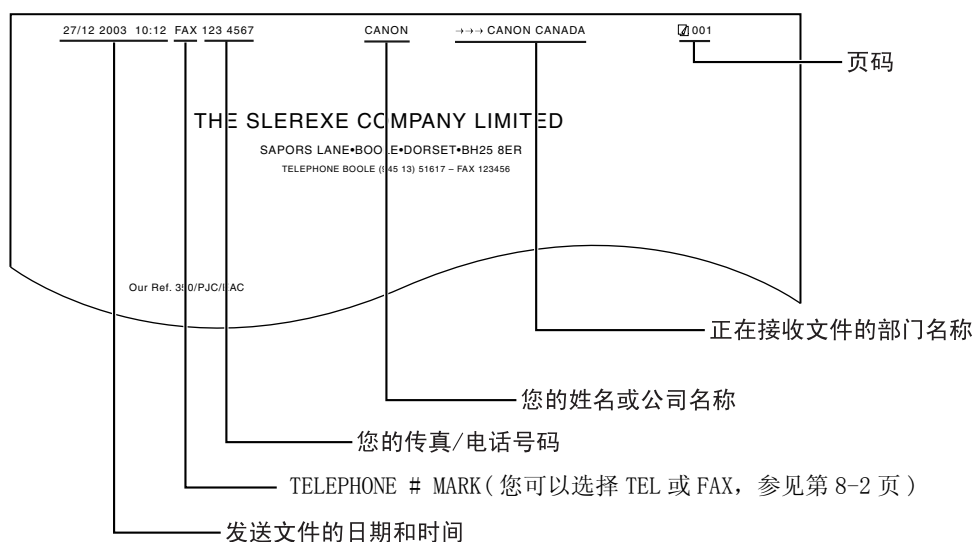 27/12 2003 10:12 FAX 123 4567 CANON →→→ CANON CANADA 001
页码
THE SLEREXE COMPANY LIMITED
SAPORS LANE•BOOLE•DORSET•BH25 8ER
TELEPHONE BOOLE (945 13) 51617 – FAX 123456
Our Ref. 350/PJC/EAC
正在接收文件的部门名称
您的姓名或公司名称
您的传真/电话号码
TELEPHONE # MARK(您可以选择 TEL 或 FAX，参见第 8-2 页)
发送文件的日期和时间